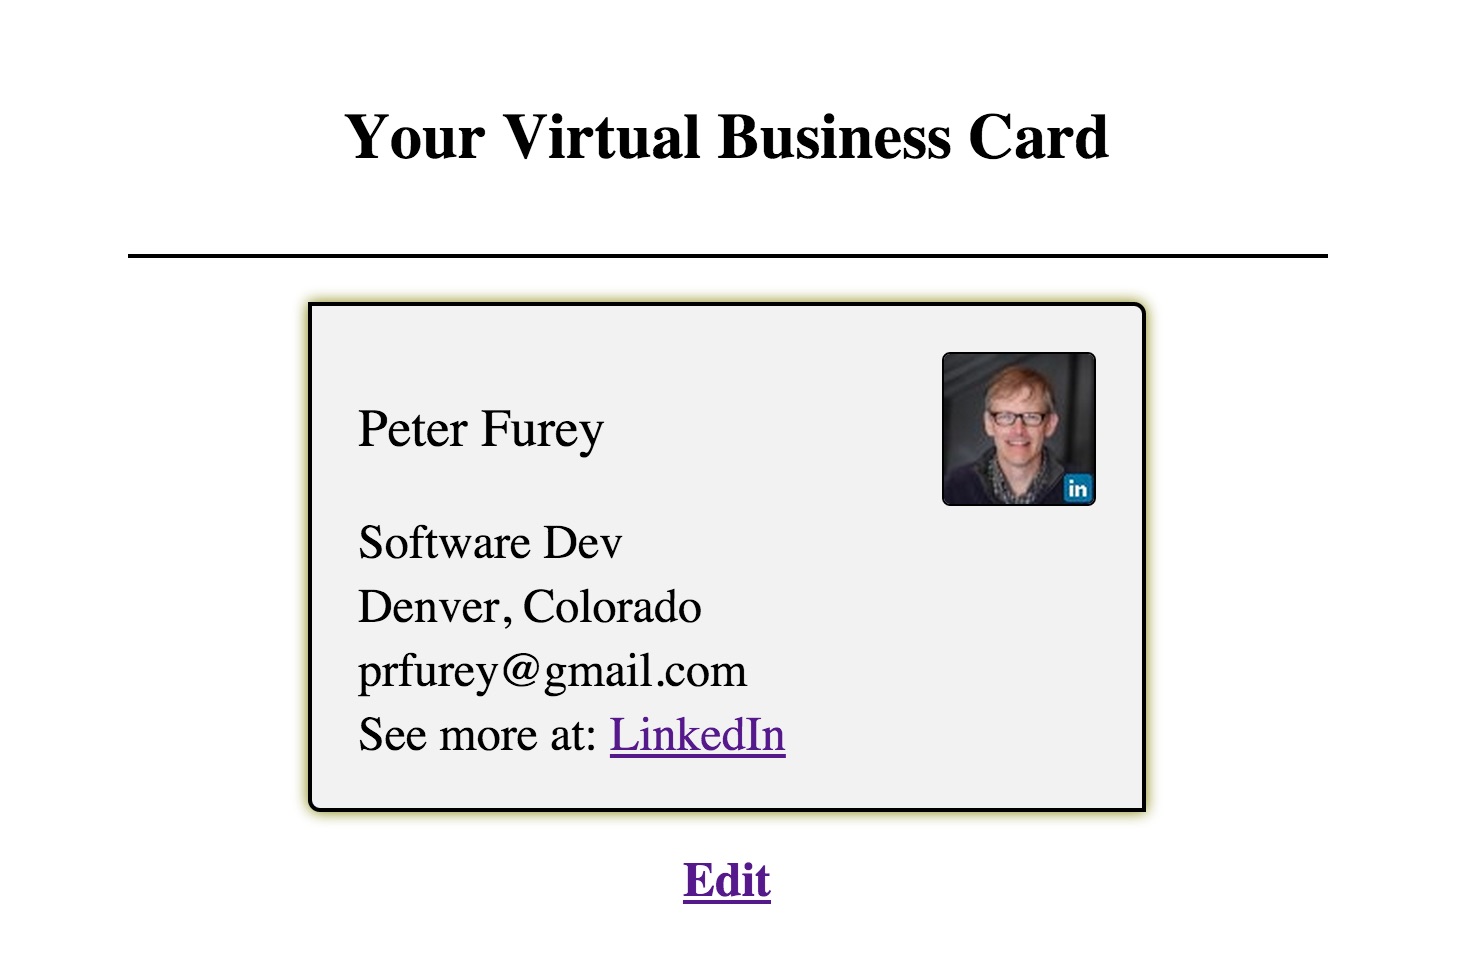 Your Virtual Business Card
Peter Furey
in
Software Dev
Denver, Colorado
prfurey@gmail.com
See more at: LinkedIn
Edit